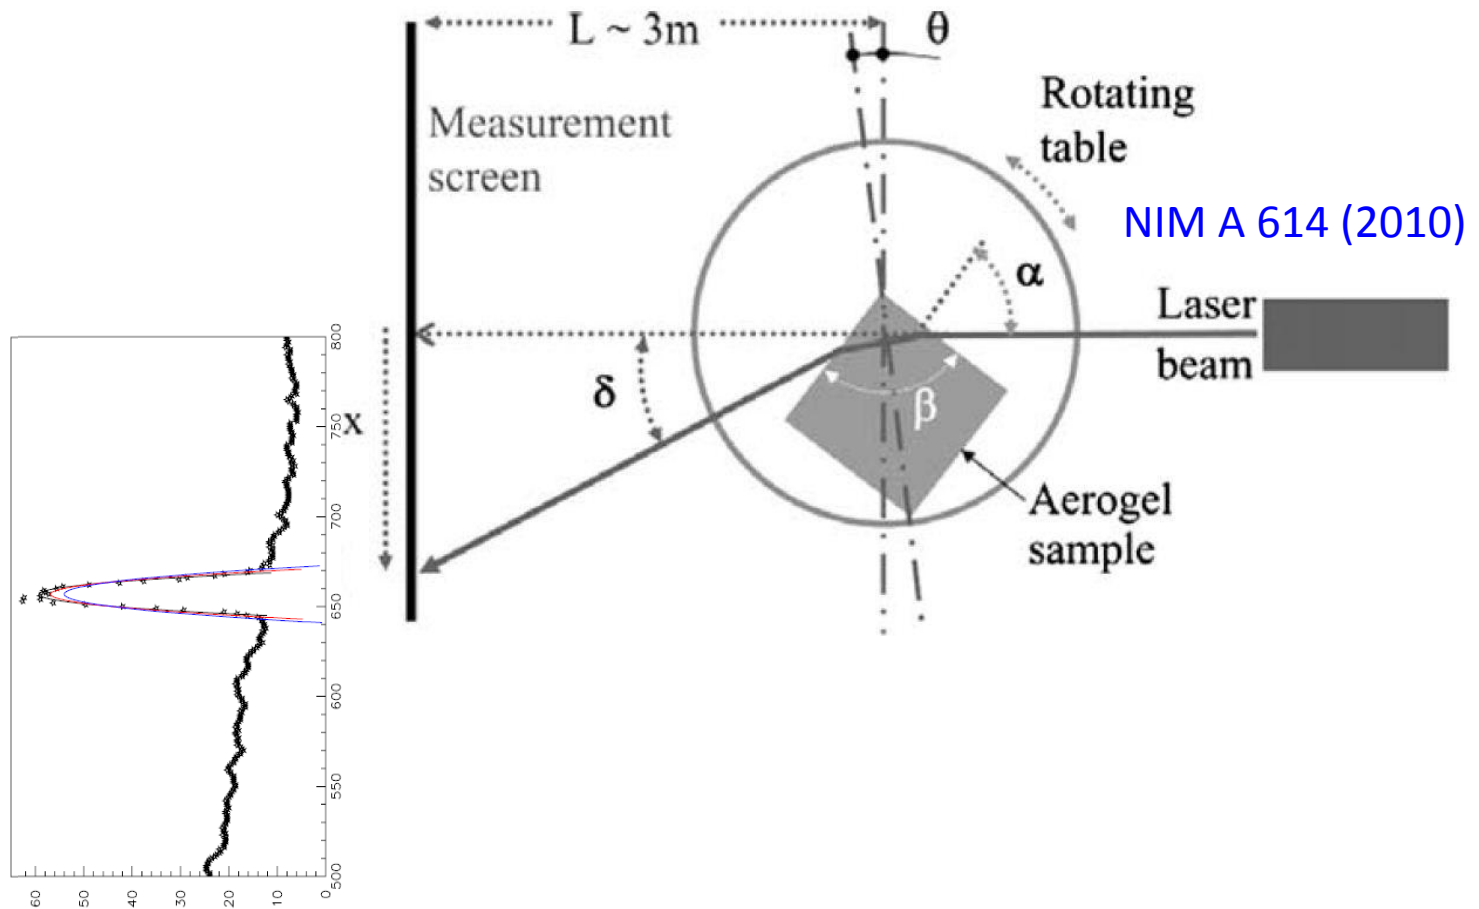 L ~ 3m
θ
Measurement
screen
Rotating
table
NIM A 614 (2010)
α
Laser
beam
x
δ
β
Aerogel
sample
800
750
700
650
600
550
500
60
50
40
30
20
10
0